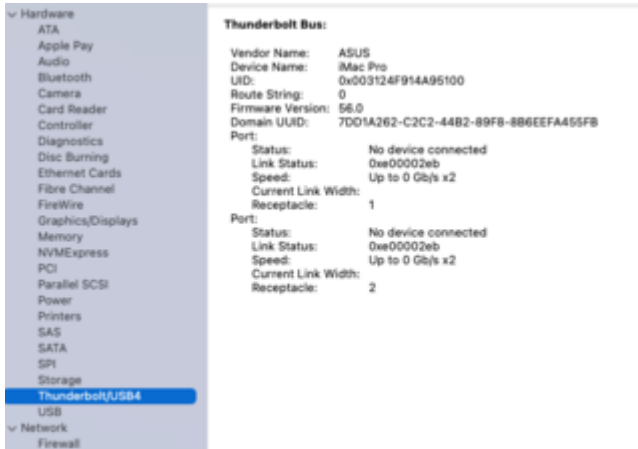 Hardware
ATA
Apple Pay
Audio
Bluetooth
Camera
Card Reader
Controller
Diagnostics
Disc Burning
Ethernet Cards
Fibre Channel
FireWire
Graphics/Displays
Memory
NVMExpress
PCI
Parallel SCSI
Power
Printers
SAS
SATA
SPI
Storage
Thunderbolt/USB4
USB
Network
Firewall
Thunderbolt Bus:
Vendor Name: ASUS
Device Name: iMac Pro
UID: 0x003124F914A95100
Route String: 0
Firmware Version: 56.0
Domain UUID: 7DD1A262-C2C2-44B2-89F8-8B6EEFA455FB
Port:
Status: No device connected
Link Status: 0xe00002eb
Speed: Up to 0 Gb/s x2
Current Link Width:
Receptacle: 1
Port:
Status: No device connected
Link Status: 0xe00002eb
Speed: Up to 0 Gb/s x2
Current Link Width:
Receptacle: 2